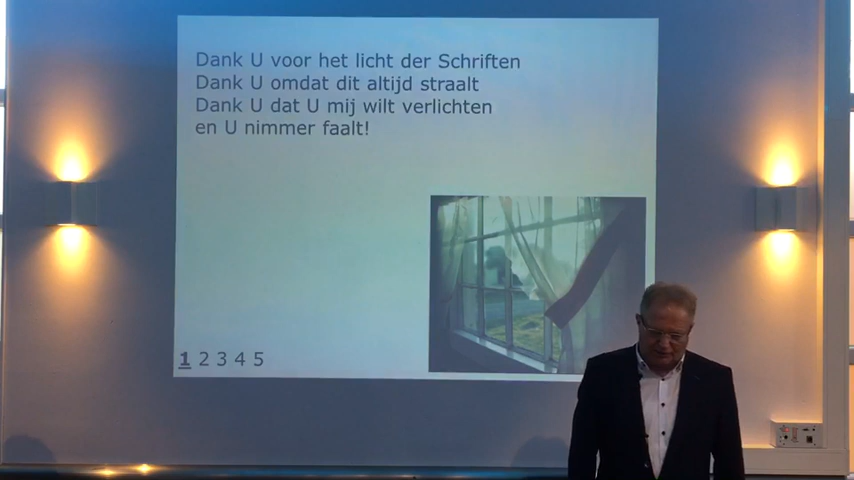 Dank U voor het licht der Schriften
Dank U omdat dit altijd straalt
Dank U dat U mij wilt verlichten
en U nimmer faalt!
1 2 3 4 5